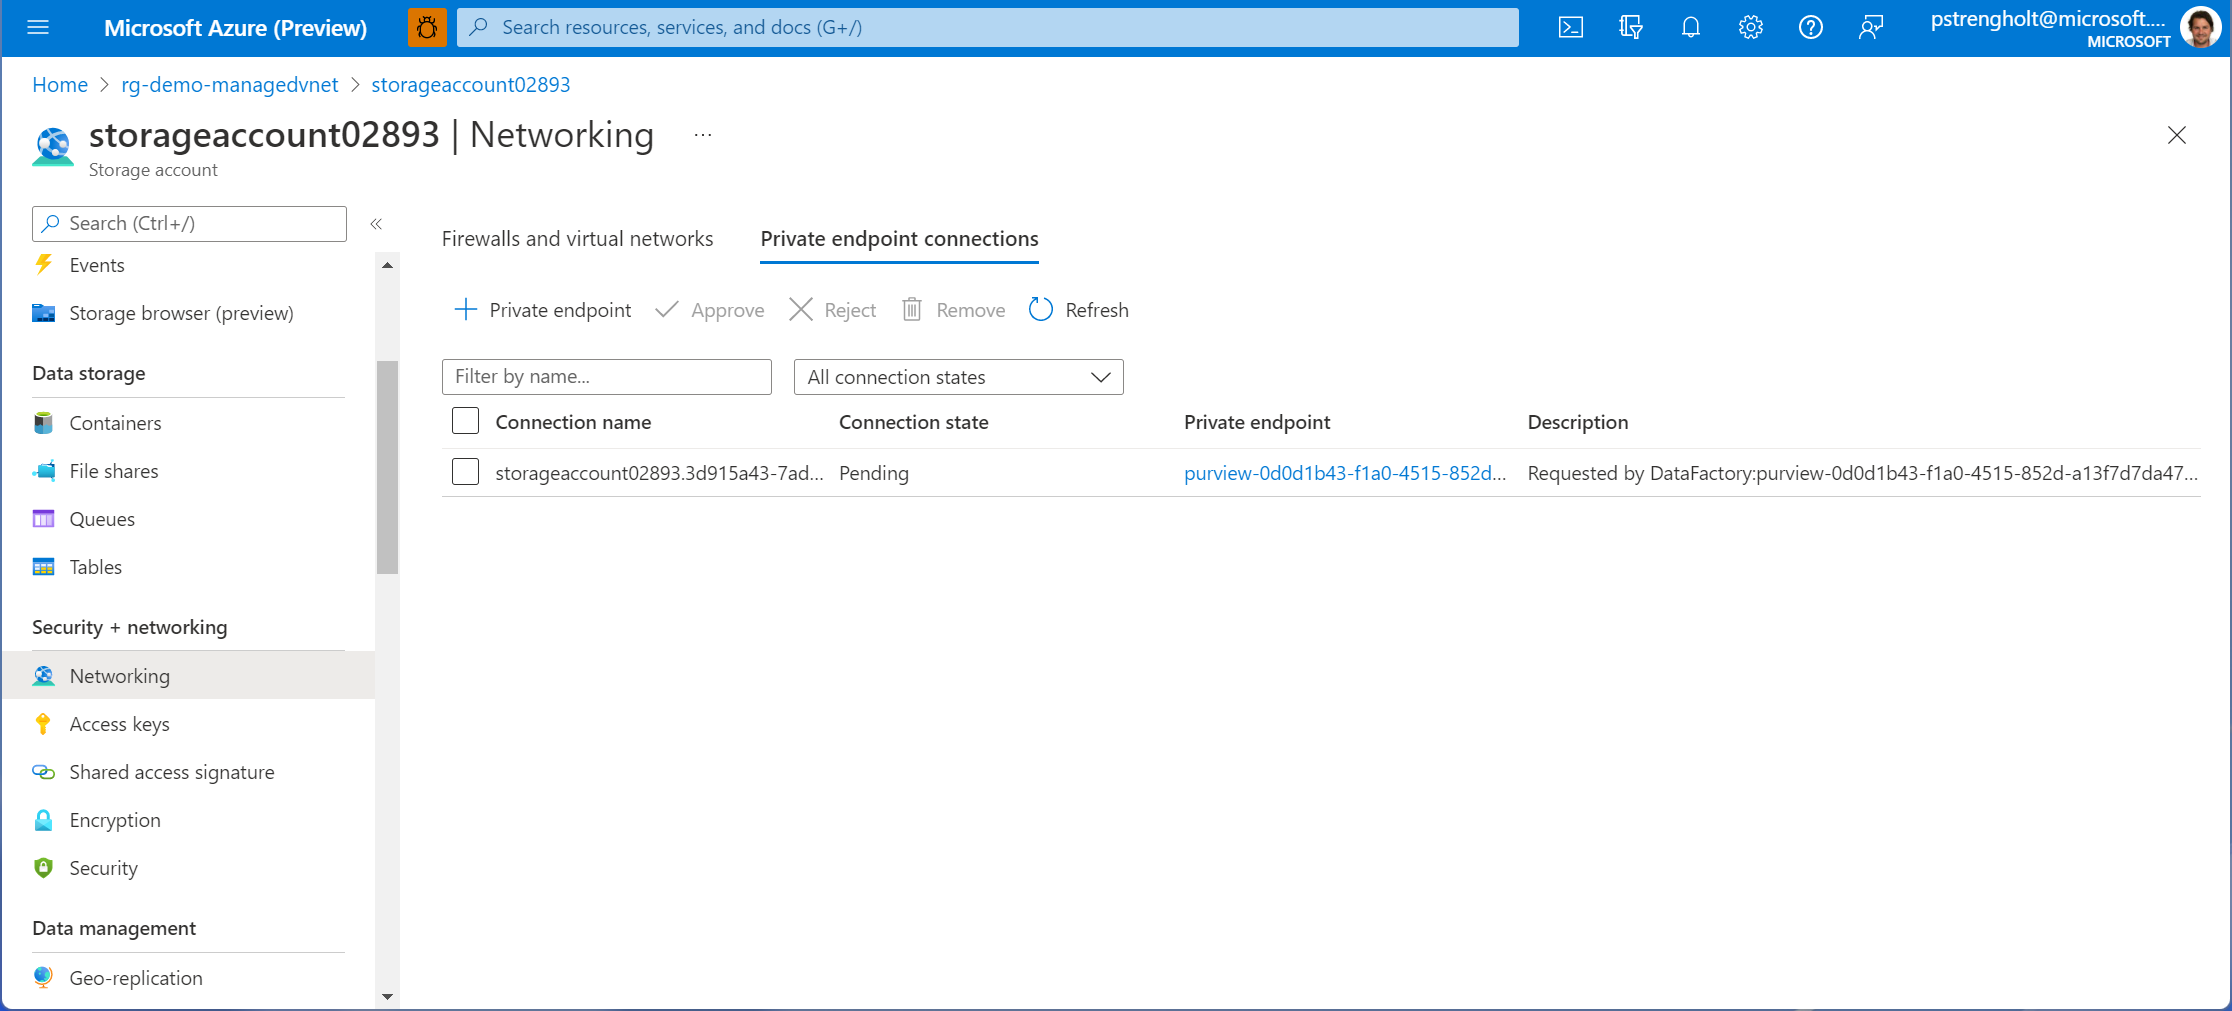 Microsoft Azure (Preview)
Search resources, services, and docs (G+/)
pstrengholt@microsoft....
MICROSOFT
Home > rg-demo-managedvnet > storageaccount02893
storageaccount02893 | Networking ...
Storage account
Search (Ctrl+/)
«
Events
Storage browser (preview)
Data storage
Containers
File shares
Queues
Tables
Security + networking
Networking
Access keys
Shared access signature
Encryption
Security
Data management
Geo-replication
Firewalls and virtual networks
Private endpoint connections
Private endpoint
Approve
Reject
Remove
Refresh
Filter by name...
All connection states
Connection name
Connection state
Private endpoint
Description
storageaccount02893.3d915a43-7ad...
Pending
purview-0d0d1b43-f1a0-4515-852d...
Requested by DataFactory:purview-0d0d1b43-f1a0-4515-852d-a13f7d7da47...